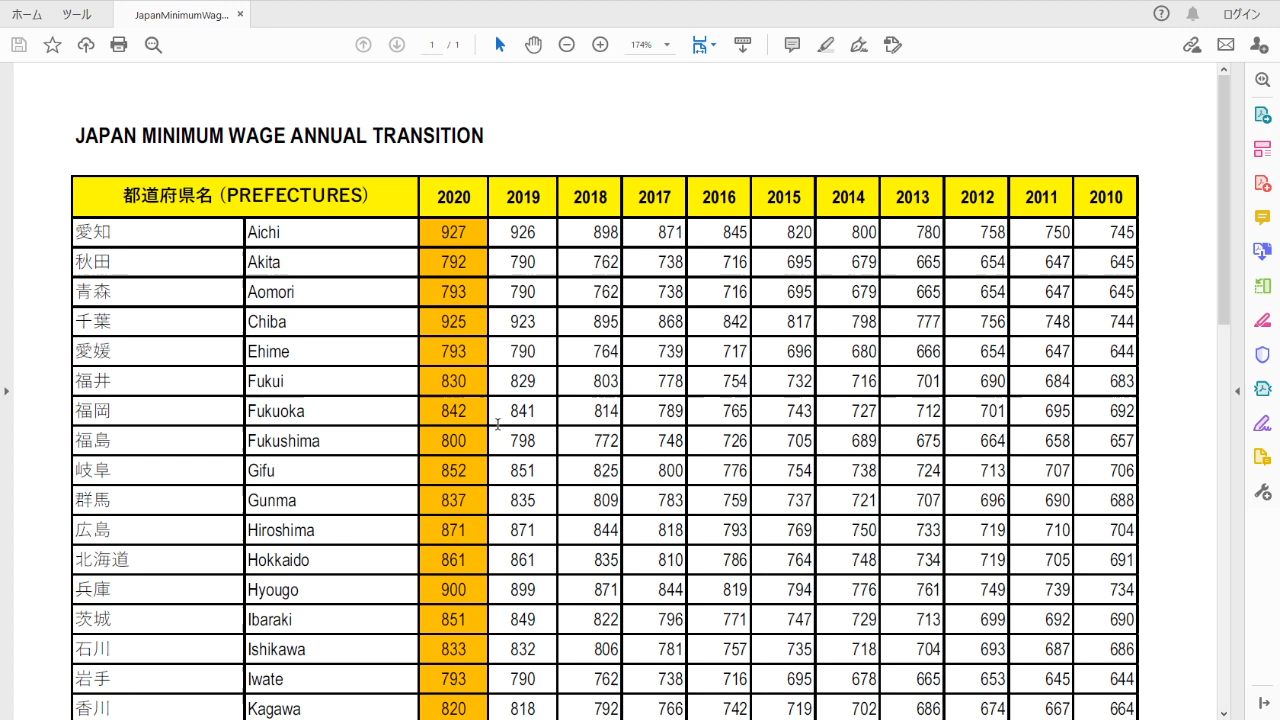 ホーム ツール JapanMinimumWag... × ログイン
1 / 1 174%
JAPAN MINIMUM WAGE ANNUAL TRANSITION
都道府県名 (PREFECTURES) 2020 2019 2018 2017 2016 2015 2014 2013 2012 2011 2010
愛知 Aichi 927 926 898 871 845 820 800 780 758 750 745
秋田 Akita 792 790 762 738 716 695 679 665 654 647 645
青森 Aomori 793 790 762 738 716 695 679 665 654 647 645
千葉 Chiba 925 923 895 868 842 817 798 777 756 748 744
愛媛 Ehime 793 790 764 739 717 696 680 666 654 647 644
福井 Fukui 830 829 803 778 754 732 716 701 690 684 683
福岡 Fukuoka 842 841 814 789 765 743 727 712 701 695 692
福島 Fukushima 800 798 772 748 726 705 689 675 664 658 657
岐阜 Gifu 852 851 825 800 776 754 738 724 713 707 706
群馬 Gunma 837 835 809 783 759 737 721 707 696 690 688
広島 Hiroshima 871 871 844 818 793 769 750 733 719 710 704
北海道 Hokkaido 861 861 835 810 786 764 748 734 719 705 691
兵庫 Hyougo 900 899 871 844 819 794 776 761 749 739 734
茨城 Ibaraki 851 849 822 796 771 747 729 713 699 692 690
石川 Ishikawa 833 832 806 781 757 735 718 704 693 687 686
岩手 Iwate 793 790 762 738 716 695 678 665 653 645 644
香川 Kagawa 820 818 792 766 742 719 702 686 674 667 664